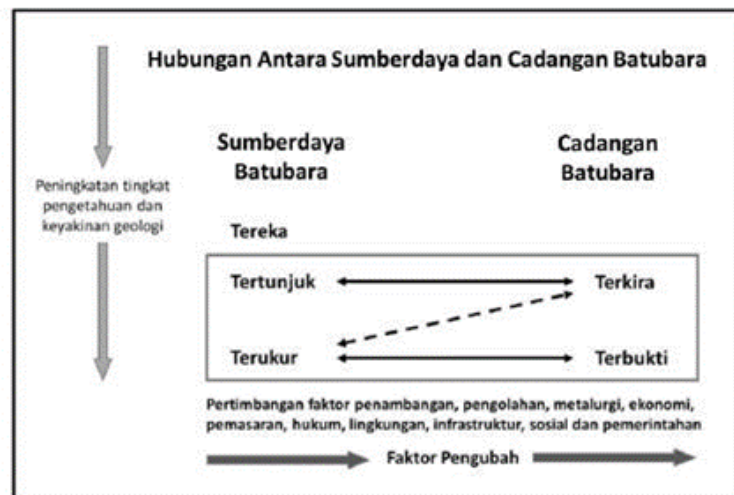 Hubungan Antara Sumberdaya dan Cadangan Batubara
Sumberdaya
Batubara
Cadangan
Batubara
Peningkatan tingkat
pengetahuan dan
keyakinan geologi
Tereka
Tertunjuk
Terkira
Terukur
Terbukti
Pertimbangan faktor penambangan, pengolahan, metalurgi, ekonomi,
pemasaran, hukum, lingkungan, infrastruktur, sosial dan pemerintahan
Faktor Pengubah